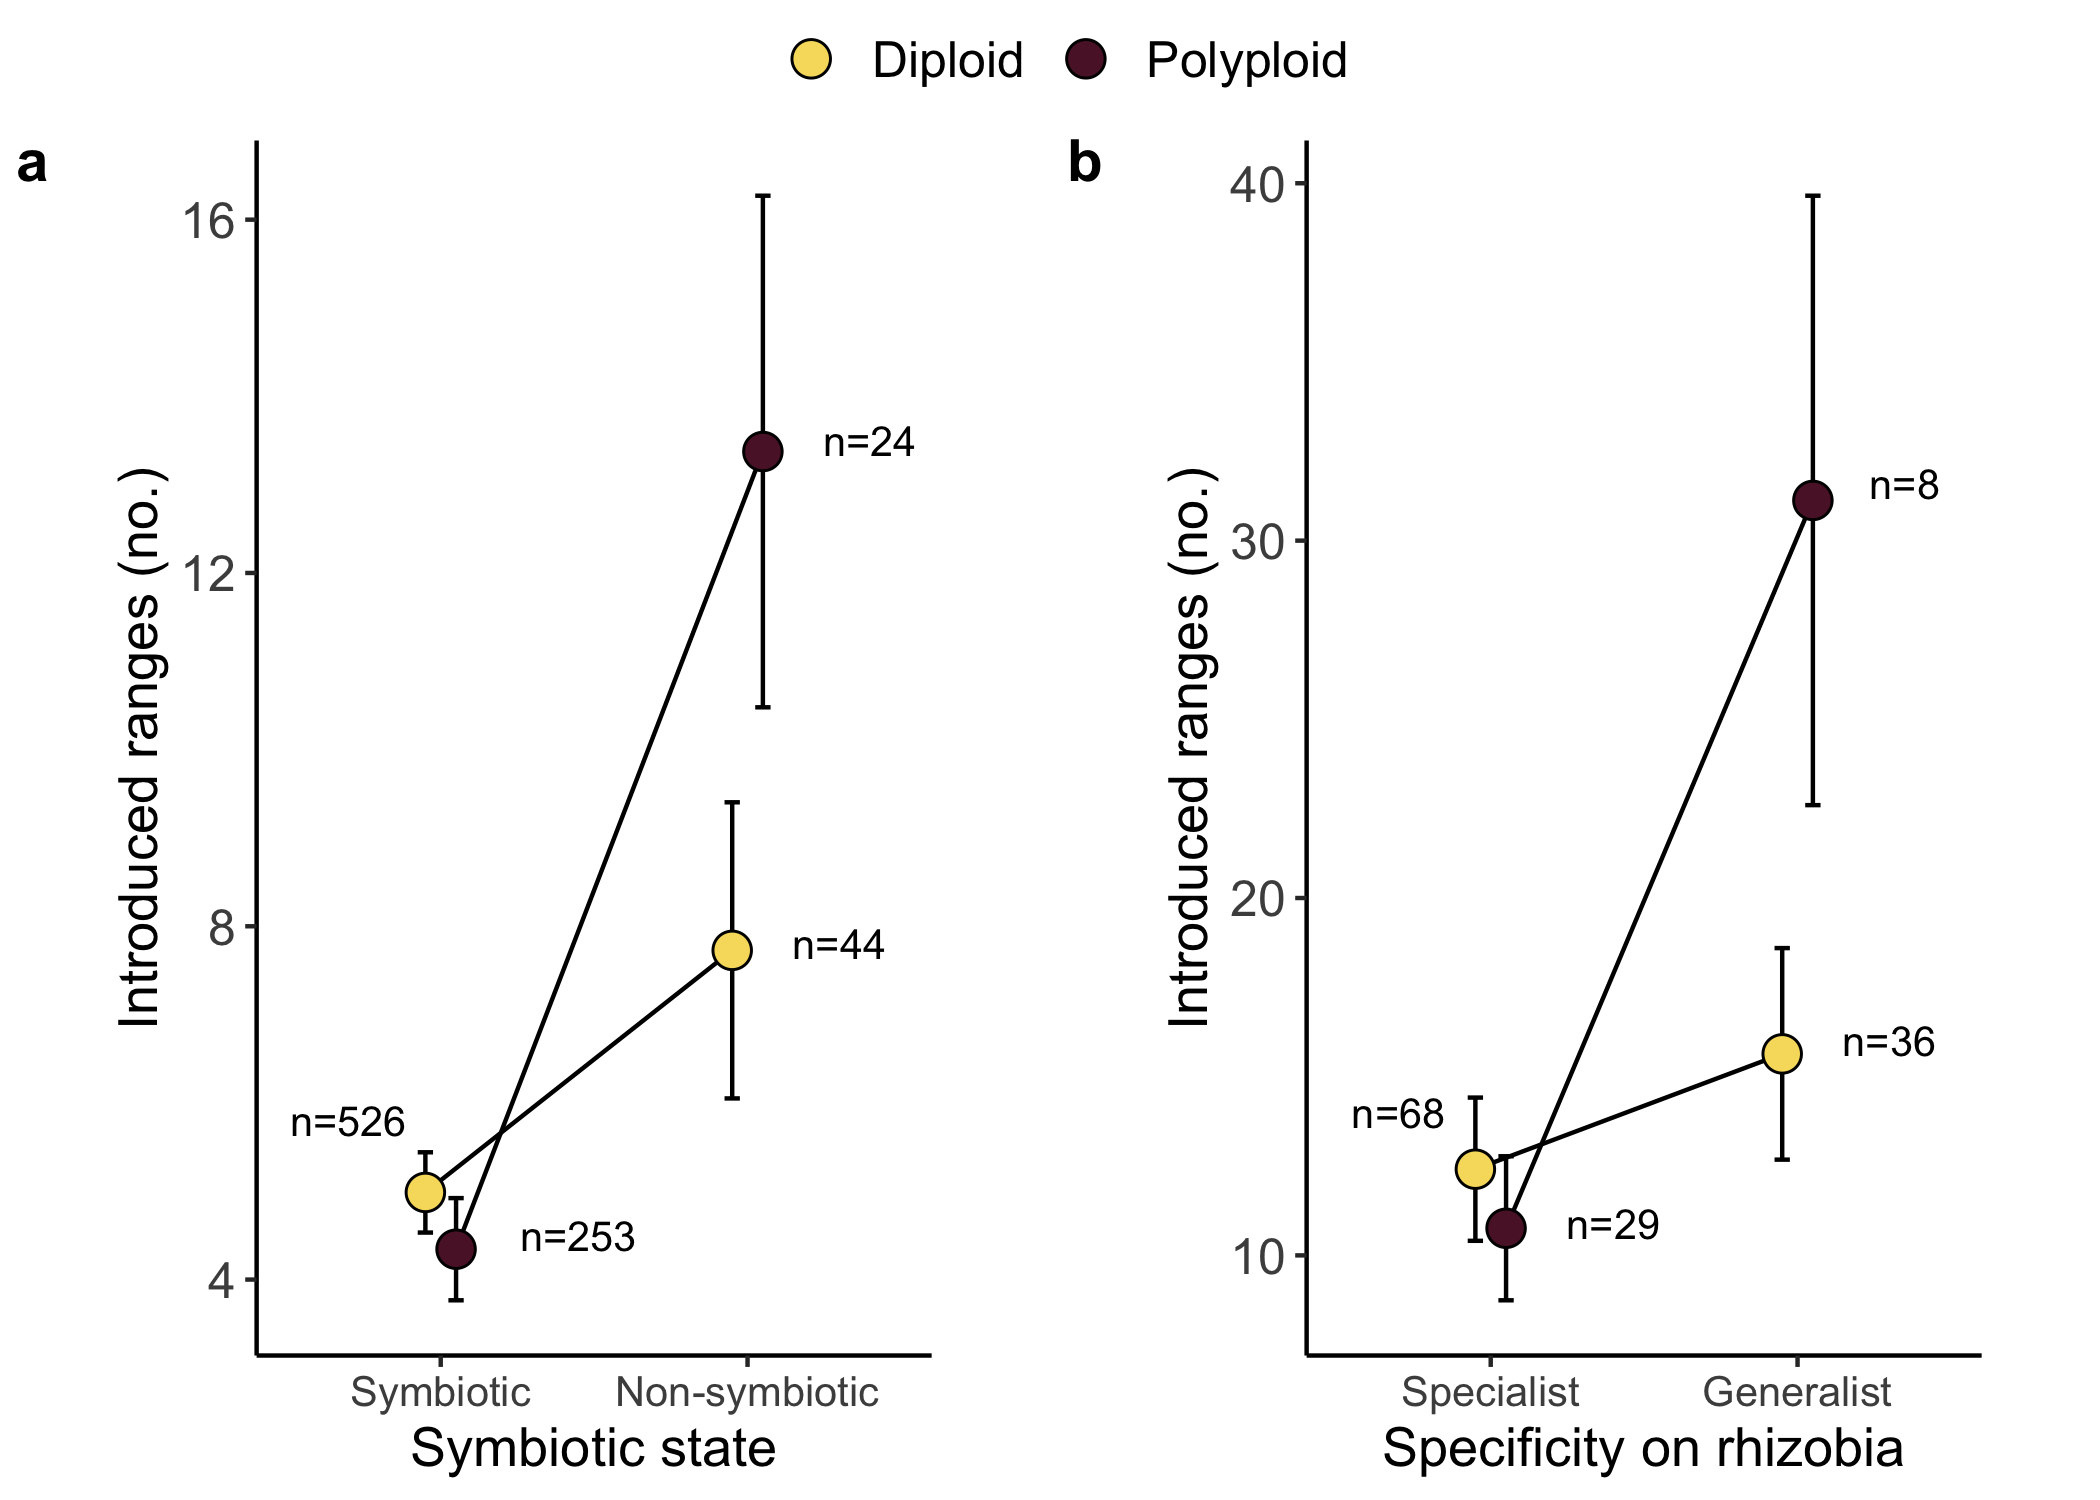 Diploid Polyploid
a
16
12
8
4
Introduced ranges (no.)
n=24
n=44
n=526
n=253
Symbiotic Non-symbiotic
Symbiotic state
b
40
30
20
10
Introduced ranges (no.)
n=8
n=36
n=68
n=29
Specialist Generalist
Specificity on rhizobia